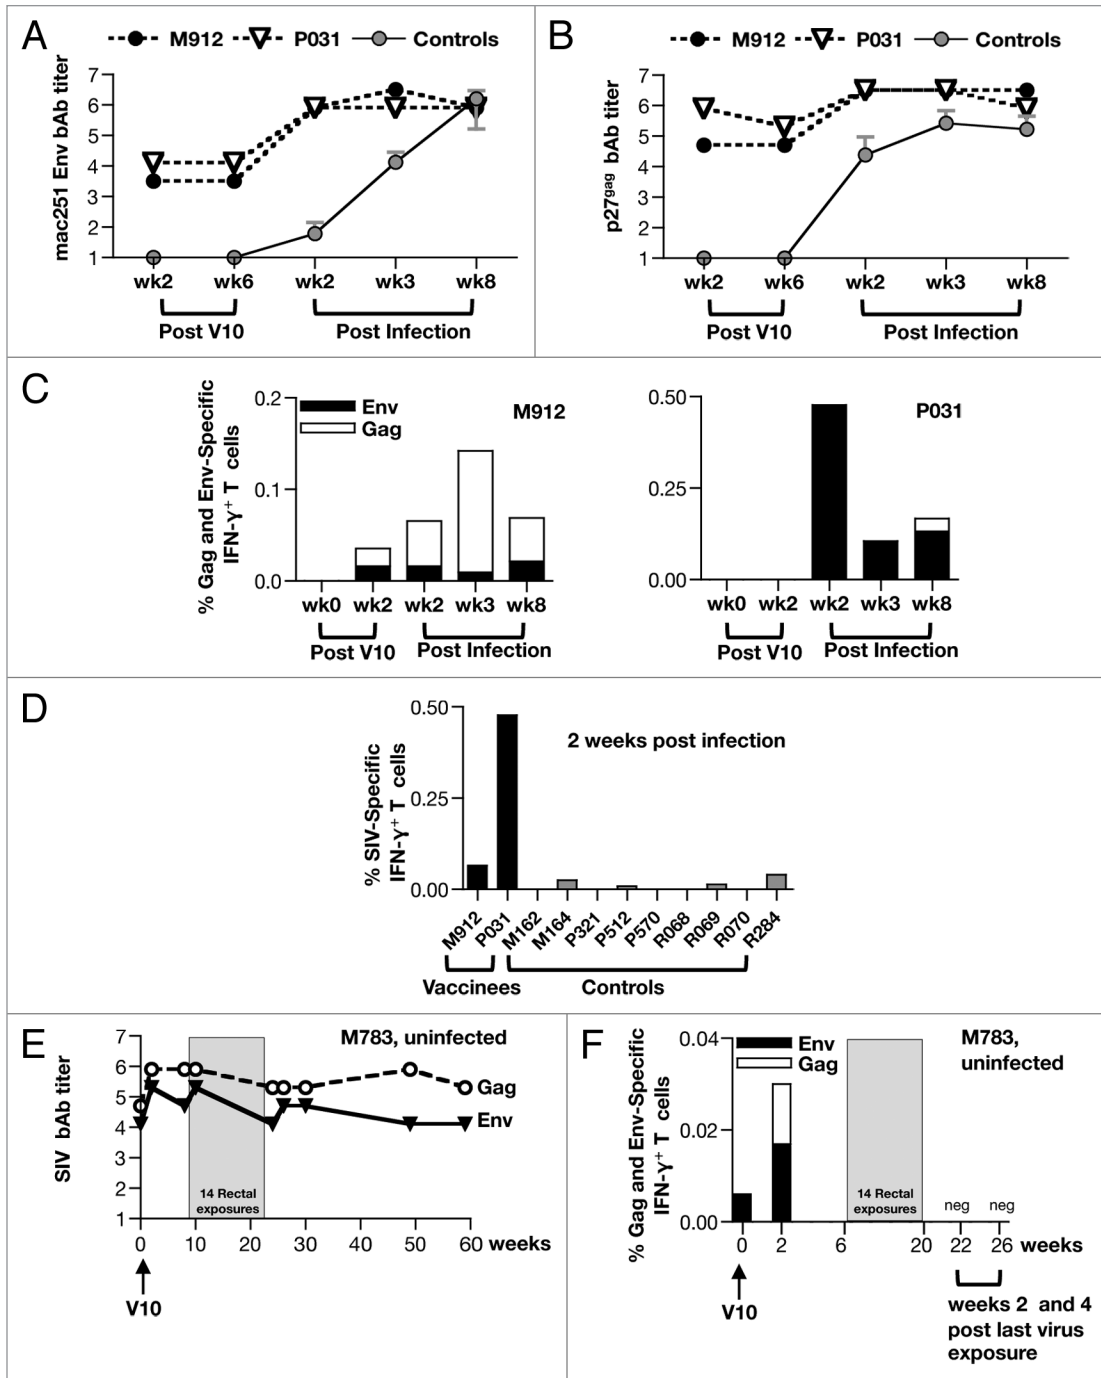 A
M912 P031 Controls
mac251 Env bAb titer
7
6
5
4
3
2
1
wk2 wk6 wk2 wk3 wk8
Post V10 Post Infection
B
M912 P031 Controls
p27gag bAb titer
7
6
5
4
3
2
1
wk2 wk6 wk2 wk3 wk8
Post V10 Post Infection
C
% Gag and Env-Specific
IFN-γ+ T cells
0.2
0.1
0.0
Env
Gag
M912
wk0 wk2 wk2 wk3 wk8
Post V10 Post Infection
P031
0.50
0.25
0.00
wk0 wk2 wk2 wk3 wk8
Post V10 Post Infection
D
% SIV-Specific
IFN-γ+ T cells
0.50
0.25
0.00
2 weeks post infection
M912 P031 M162 M164 P321 P512 P570 R068 R069 R070 R284
Vaccinees Controls
E
SIV bAb titer
7
6
5
4
3
2
1
M783, uninfected
Gag
Env
14 Rectal
exposures
0 10 20 30 40 50 60 weeks
V10
F
% Gag and Env-Specific
IFN-γ+ T cells
0.04
0.02
0.00
Env
Gag
M783,
uninfected
14 Rectal
exposures
neg neg
0 2 6 20 22 26 weeks
V10
weeks 2 and 4
post last virus
exposure